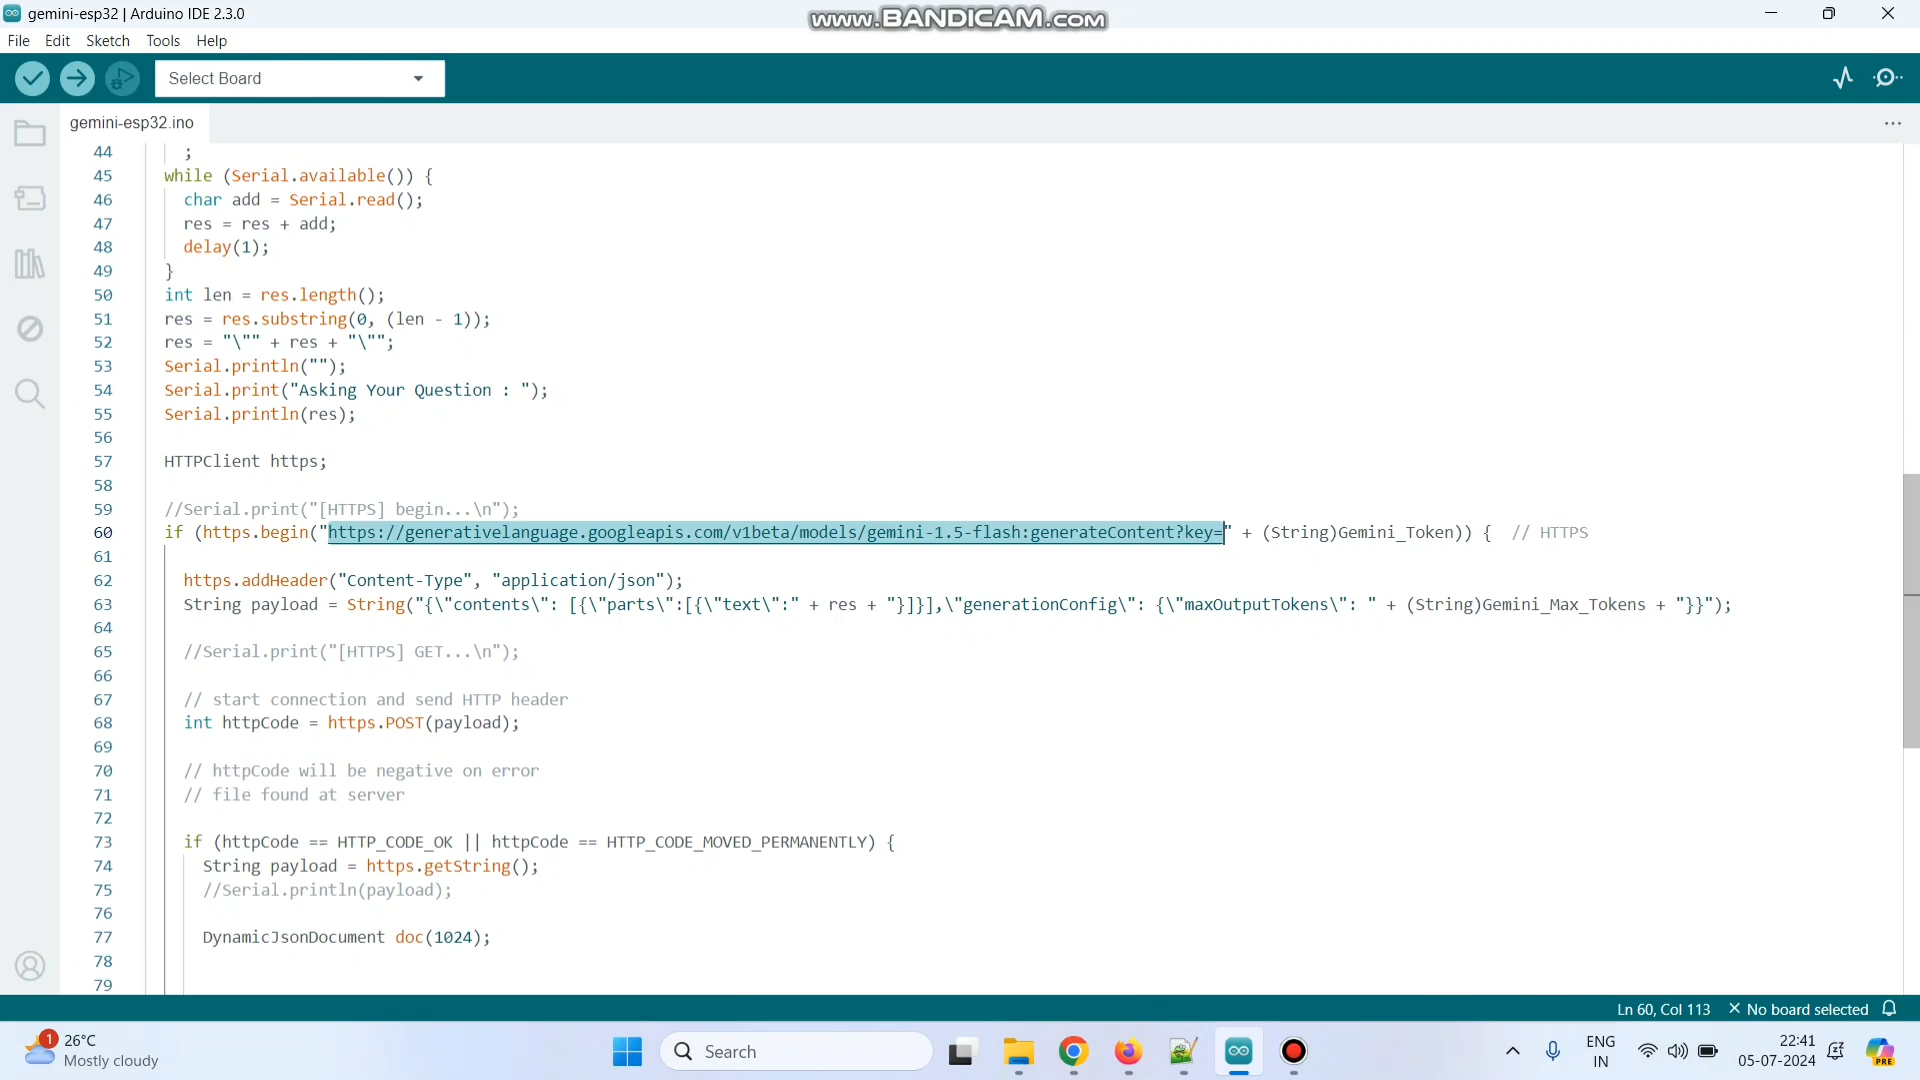 gemini-esp32 | Arduino IDE 2.3.0
www.BANDICAM.com
File Edit Sketch Tools Help
Select Board
gemini-esp32.ino
44 ;
45 while (Serial.available()) {
46 char add = Serial.read();
47 res = res + add;
48 delay(1);
49 }
50 int len = res.length();
51 res = res.substring(0, (len - 1));
52 res = "\"" + res + "\"";
53 Serial.println("");
54 Serial.print("Asking Your Question : ");
55 Serial.println(res);
56
57 HTTPClient https;
58
59 //Serial.print("[HTTPS] begin...\n");
60 if (https.begin("https://generativelanguage.googleapis.com/v1beta/models/gemini-1.5-flash:generateContent?key=" + (String)Gemini_Token)) { // HTTPS
61
62 https.addHeader("Content-Type", "application/json");
63 String payload = String("{\"contents\": [{\"parts\":[{\"text\":" + res + "}]}],\"generationConfig\": {\"maxOutputTokens\": " + (String)Gemini_Max_Tokens + "}}");
64
65 //Serial.print("[HTTPS] GET...\n");
66
67 // start connection and send HTTP header
68 int httpCode = https.POST(payload);
69
70 // httpCode will be negative on error
71 // file found at server
72
73 if (httpCode == HTTP_CODE_OK || httpCode == HTTP_CODE_MOVED_PERMANENTLY) {
74 String payload = https.getString();
75 //Serial.println(payload);
76
77 DynamicJsonDocument doc(1024);
78
79
Ln 60, Col 113 No board selected
1
26°C
Mostly cloudy
Search
ENG
IN
22:41
05-07-2024
PRE